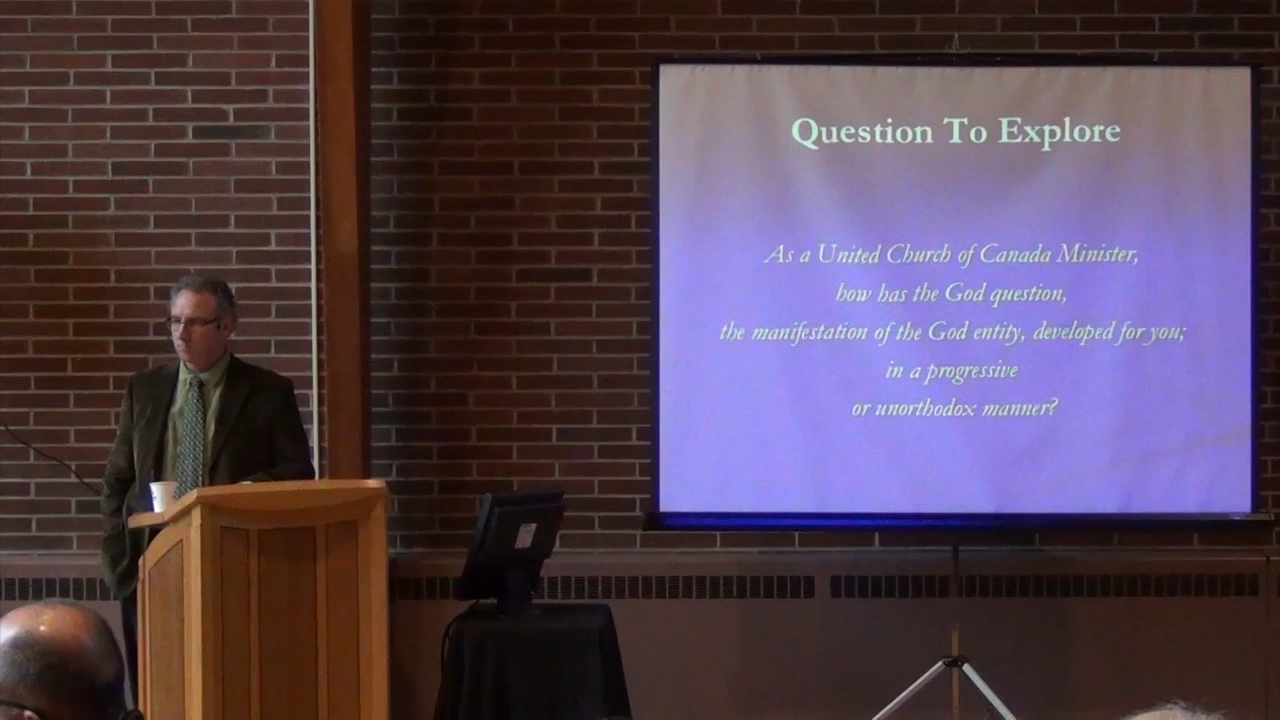 Question To Explore
As a United Church of Canada Minister,
how has the God question,
the manifestation of the God entity, developed for you;
in a progressive
or unorthodox manner?